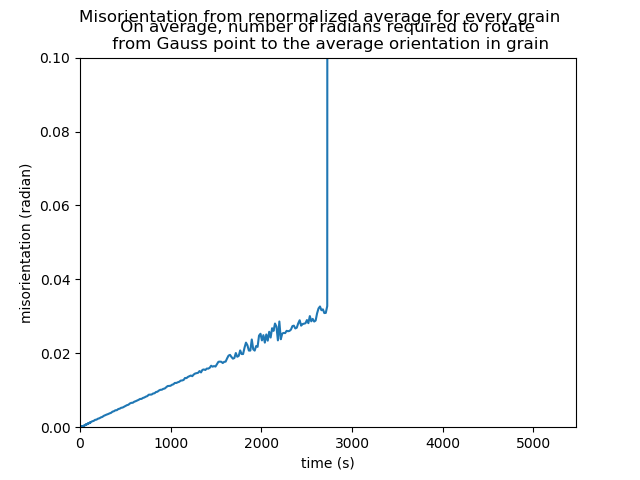 Misorientation from renormalized average for every grain
On average, number of radians required to rotate
from Gauss point to the average orientation in grain
0.10
0.08
0.06
0.04
0.02
0.00
misorientation (radian)
0 1000 2000 3000 4000 5000
time (s)